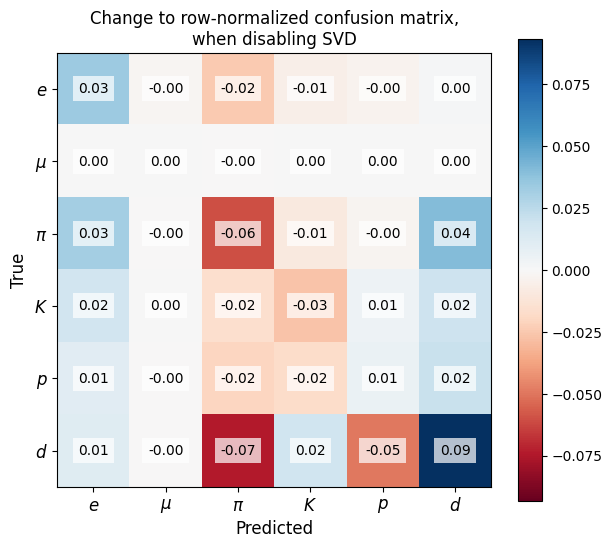 Change to row-normalized confusion matrix,
when disabling SVD
e 0.03 -0.00 -0.02 -0.01 -0.00 0.00
μ 0.00 0.00 -0.00 0.00 0.00 0.00
π 0.03 -0.00 -0.06 -0.01 -0.00 0.04
K 0.02 0.00 -0.02 -0.03 0.01 0.02
p 0.01 -0.00 -0.02 -0.02 0.01 0.02
d 0.01 -0.00 -0.07 0.02 -0.05 0.09
e μ π K p d
Predicted
True
0.075
0.050
0.025
0.000
−0.025
−0.050
−0.075